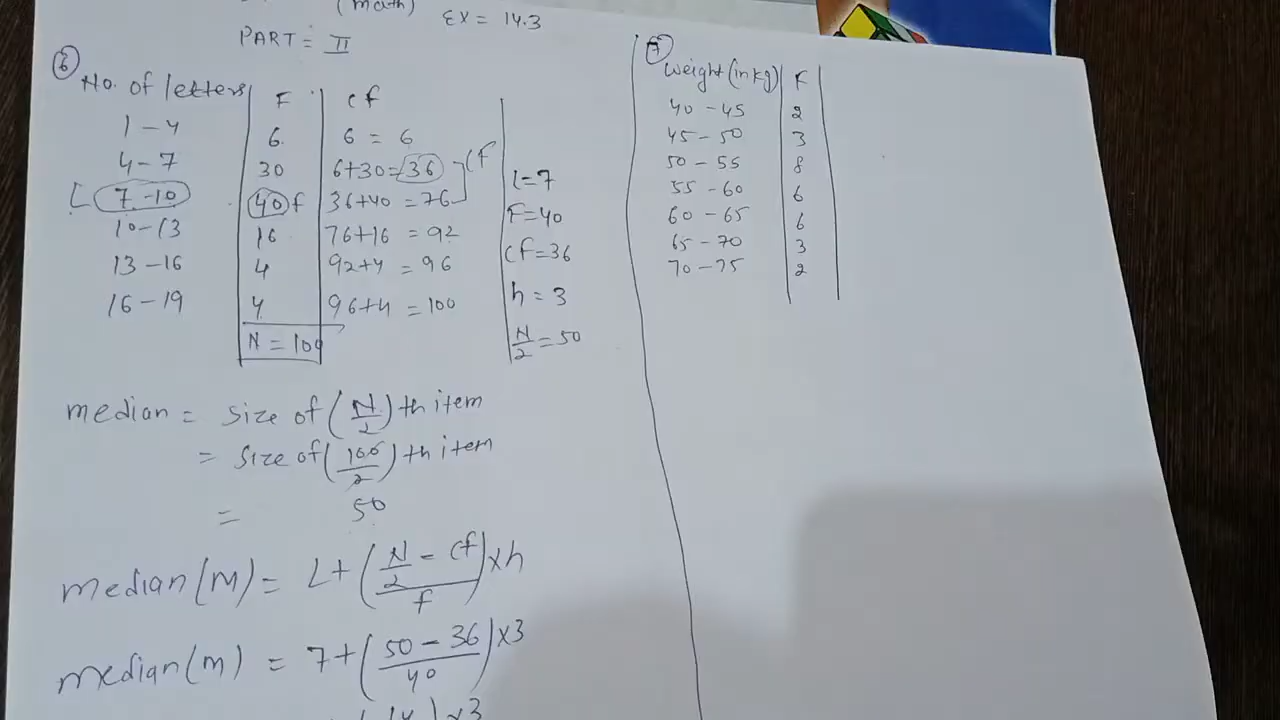 (math) EX = 14.3
PART = II
6
No. of letters F cf
1 - 4 6 6 = 6
4 - 7 30 6+30 = 36 Cf
7 - 10 40 f 36+40 = 76
10 - 13 16 76+16 = 92
13 - 16 4 92+4 = 96
16 - 19 4 96+4 = 100
N = 100
l = 7
F = 40
Cf = 36
h = 3
N/2 = 50
median = Size of (N/2) th item
= Size of (100/2) th item
= 50
median (M) = L + (N/2 - Cf / f) x h
median (m) = 7 + (50 - 36 / 40) x 3
x 3
7
Weight (in kg) F
40 - 45 2
45 - 50 3
50 - 55 8
55 - 60 6
60 - 65 6
65 - 70 3
70 - 75 2